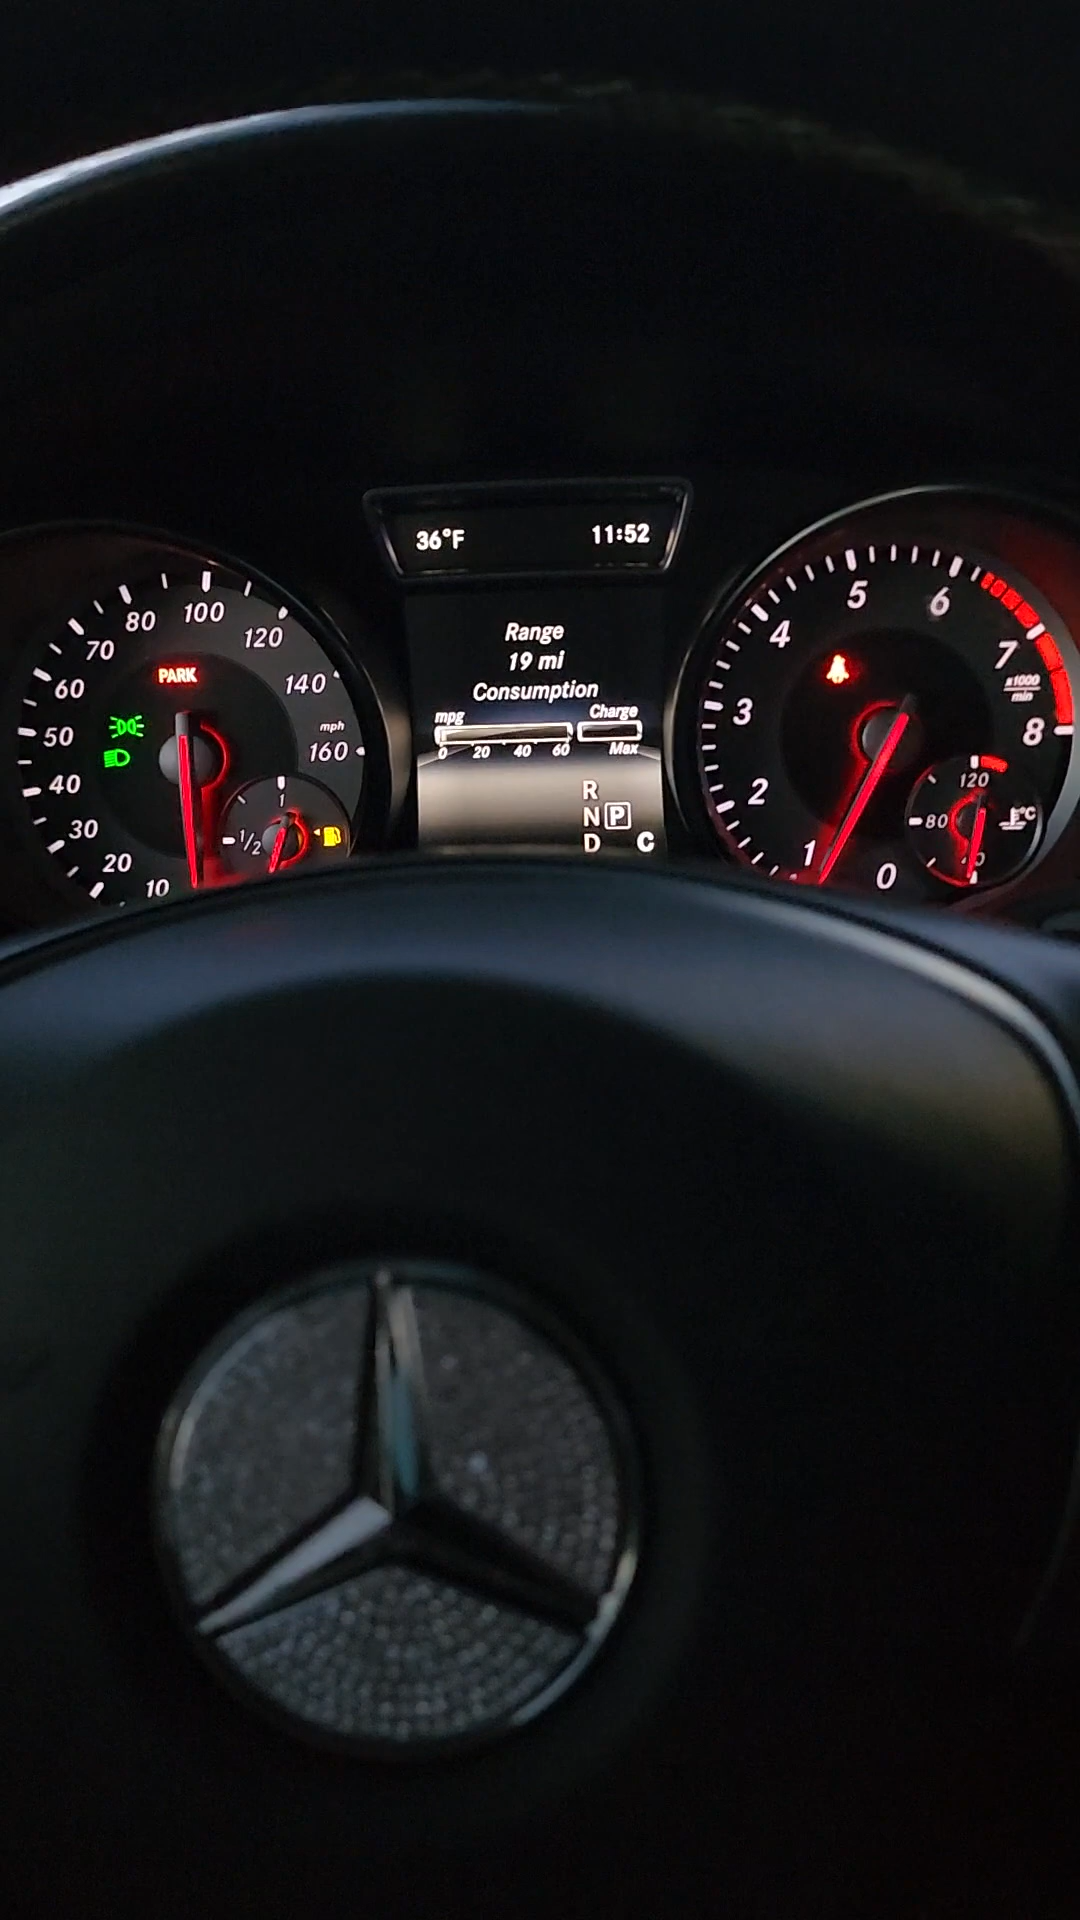 36°F
11:52
Range
19 mi
Consumption
mpg
Charge
0 20 40 60
Max
R
N P
D C
PARK
10
20
30
40
50
60
70
80
100
120
140
160
mph
1
1/2
0
1
2
3
4
5
6
7
8
x1000
min
120
80
°C